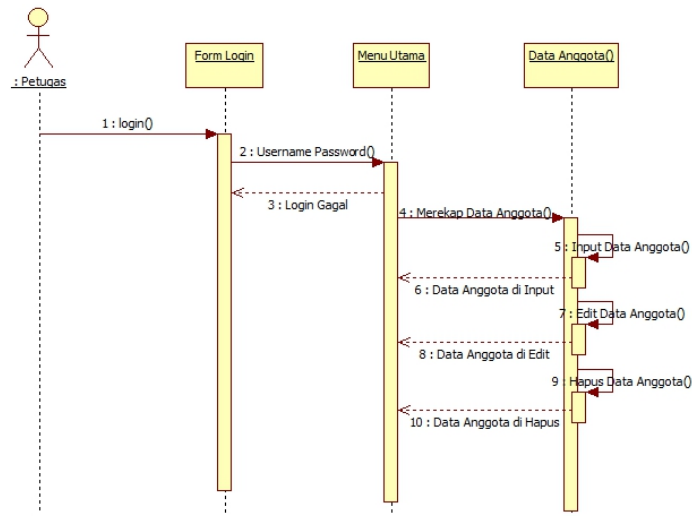 : Petugas
Form Login
Menu Utama
Data Anggota()
1 : login()
2 : Username Password()
3 : Login Gagal
4 : Merekap Data Anggota()
5 : Input Data Anggota()
6 : Data Anggota di Input
7 : Edit Data Anggota()
8 : Data Anggota di Edit
9 : Hapus Data Anggota()
10 : Data Anggota di Hapus